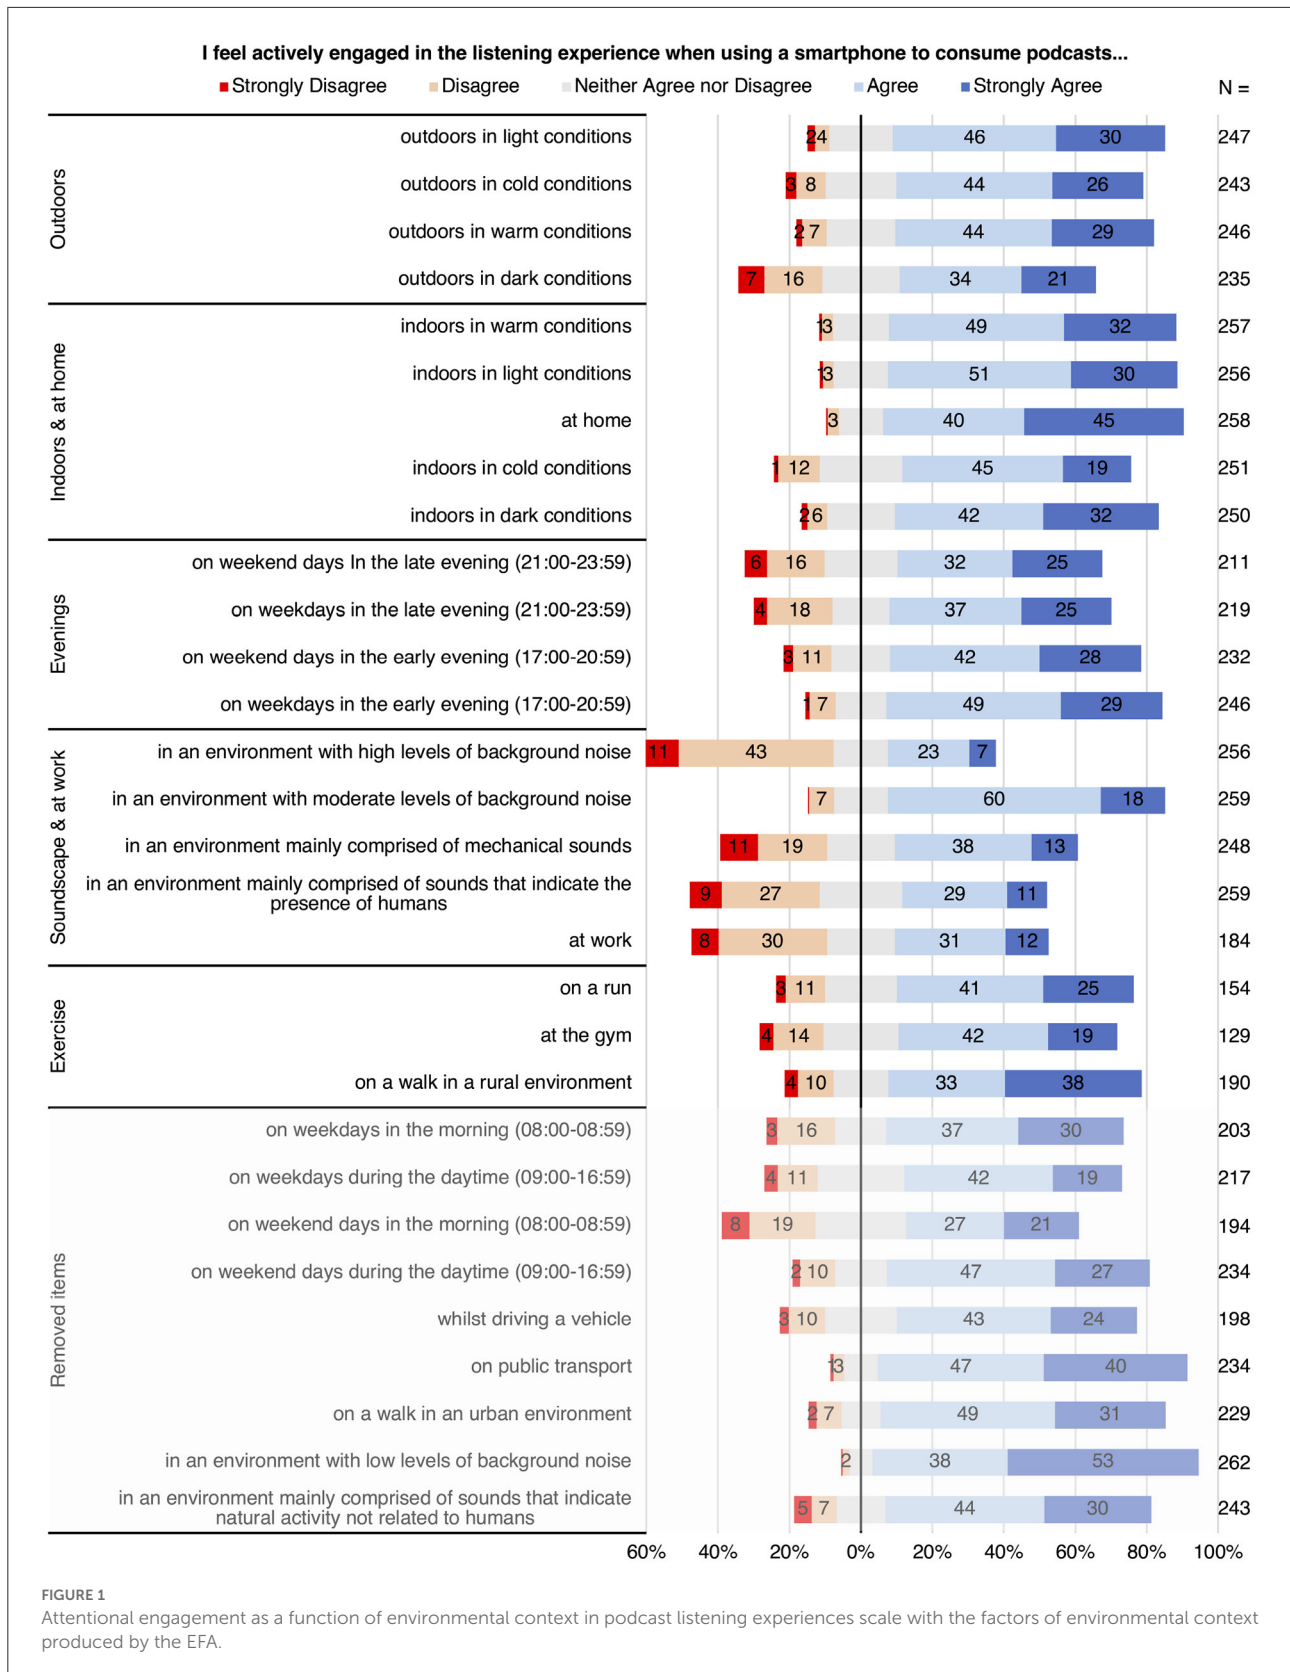 I feel actively engaged in the listening experience when using a smartphone to consume podcasts...
Strongly Disagree Disagree Neither Agree nor Disagree Agree Strongly Agree N =
Outdoors
outdoors in light conditions 2 4 46 30 247
outdoors in cold conditions 3 8 44 26 243
outdoors in warm conditions 2 7 44 29 246
outdoors in dark conditions 7 16 34 21 235
Indoors & at home
indoors in warm conditions 1 3 49 32 257
indoors in light conditions 1 3 51 30 256
at home 3 40 45 258
indoors in cold conditions 1 12 45 19 251
indoors in dark conditions 2 6 42 32 250
Evenings
on weekend days In the late evening (21:00-23:59) 6 16 32 25 211
on weekdays in the late evening (21:00-23:59) 4 18 37 25 219
on weekend days in the early evening (17:00-20:59) 3 11 42 28 232
on weekdays in the early evening (17:00-20:59) 1 7 49 29 246
Soundscape & at work
in an environment with high levels of background noise 11 43 23 7 256
in an environment with moderate levels of background noise 7 60 18 259
in an environment mainly comprised of mechanical sounds 11 19 38 13 248
in an environment mainly comprised of sounds that indicate the
presence of humans 9 27 29 11 259
at work 8 30 31 12 184
Exercise
on a run 3 11 41 25 154
at the gym 4 14 42 19 129
on a walk in a rural environment 4 10 33 38 190
Removed items
on weekdays in the morning (08:00-08:59) 3 16 37 30 203
on weekdays during the daytime (09:00-16:59) 4 11 42 19 217
on weekend days in the morning (08:00-08:59) 8 19 27 21 194
on weekend days during the daytime (09:00-16:59) 2 10 47 27 234
whilst driving a vehicle 3 10 43 24 198
on public transport 1 3 47 40 234
on a walk in an urban environment 2 7 49 31 229
in an environment with low levels of background noise 2 38 53 262
in an environment mainly comprised of sounds that indicate
natural activity not related to humans 5 7 44 30 243
60% 40% 20% 0% 20% 40% 60% 80% 100%
FIGURE 1
Attentional engagement as a function of environmental context in podcast listening experiences scale with the factors of environmental context
produced by the EFA.